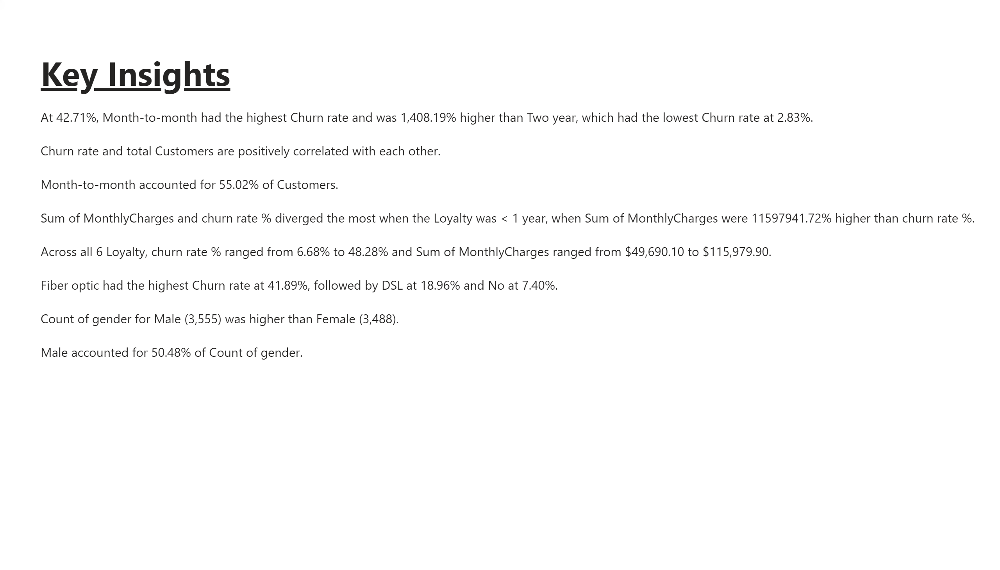 Key Insights
At 42.71%, Month-to-month had the highest Churn rate and was 1,408.19% higher than Two year, which had the lowest Churn rate at 2.83%.
Churn rate and total Customers are positively correlated with each other.
Month-to-month accounted for 55.02% of Customers.
Sum of MonthlyCharges and churn rate % diverged the most when the Loyalty was < 1 year, when Sum of MonthlyCharges were 11597941.72% higher than churn rate %.
Across all 6 Loyalty, churn rate % ranged from 6.68% to 48.28% and Sum of MonthlyCharges ranged from $49,690.10 to $115,979.90.
Fiber optic had the highest Churn rate at 41.89%, followed by DSL at 18.96% and No at 7.40%.
Count of gender for Male (3,555) was higher than Female (3,488).
Male accounted for 50.48% of Count of gender.